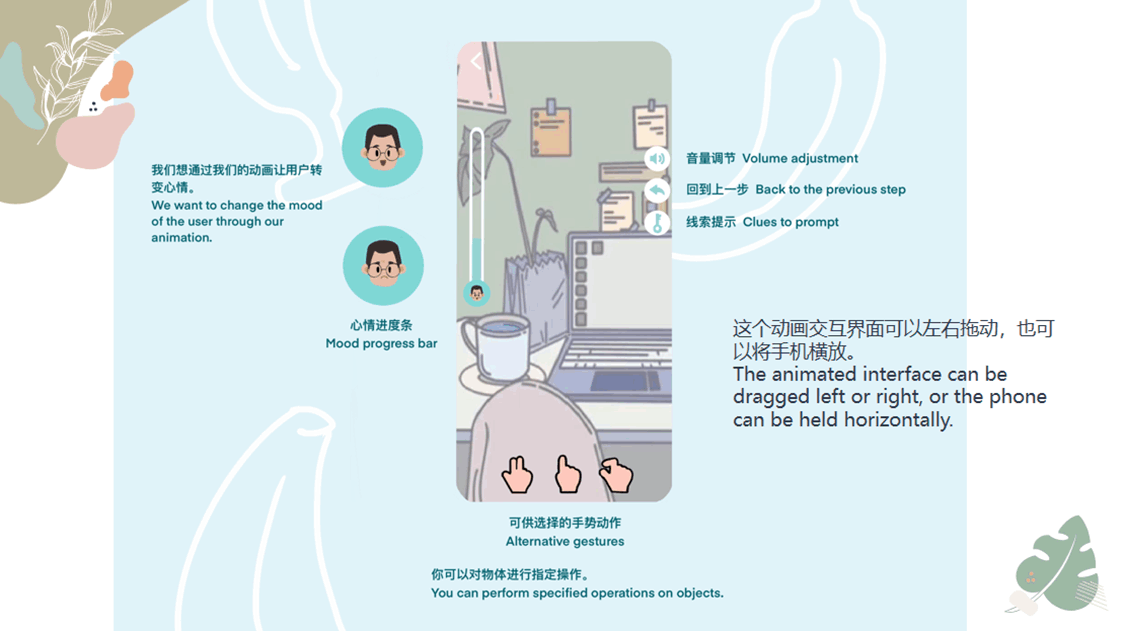 我们想通过我们的动画让用户转
变心情。
We want to change the mood
of the user through our
animation.
心情进度条
Mood progress bar
音量调节 Volume adjustment
回到上一步 Back to the previous step
线索提示 Clues to prompt
这个动画交互界面可以左右拖动，也可
以将手机横放。
The animated interface can be
dragged left or right, or the phone
can be held horizontally.
可供选择的手势动作
Alternative gestures
你可以对物体进行指定操作。
You can perform specified operations on objects.